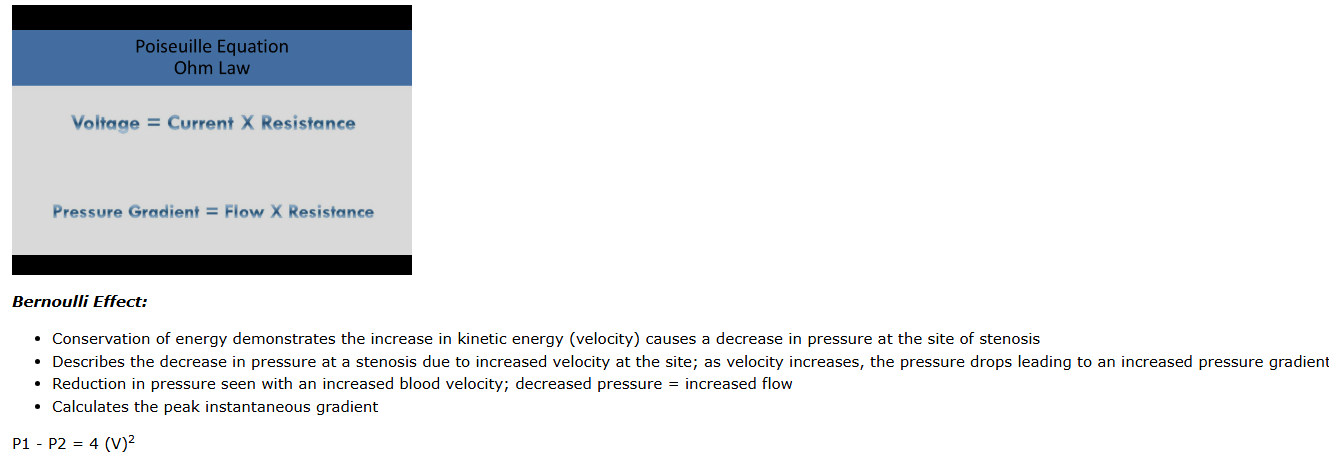 Poiseuille Equation
Ohm Law
Voltage = Current X Resistance
Pressure Gradient = Flow X Resistance
Bernoulli Effect:
• Conservation of energy demonstrates the increase in kinetic energy (velocity) causes a decrease in pressure at the site of stenosis
• Describes the decrease in pressure at a stenosis due to increased velocity at the site; as velocity increases, the pressure drops leading to an increased pressure gradient
• Reduction in pressure seen with an increased blood velocity; decreased pressure = increased flow
• Calculates the peak instantaneous gradient
P1 - P2 = 4 (V)²